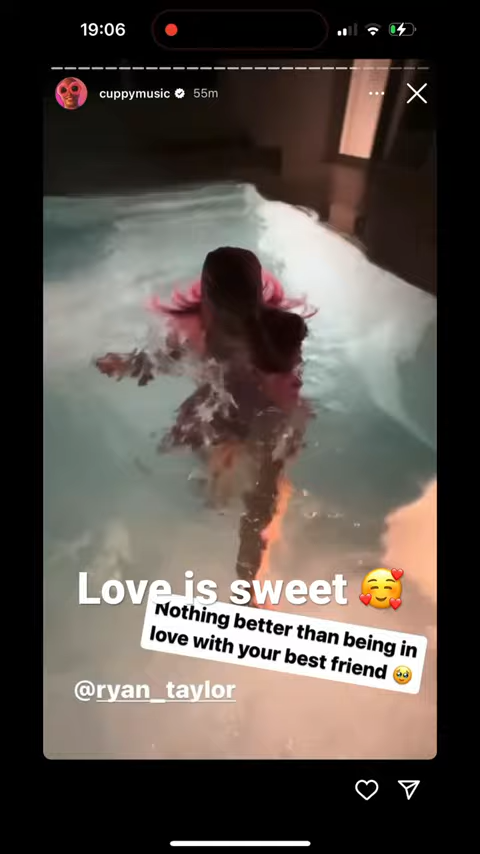 19:06
cuppymusic 55m
Love is sweet 🥰
Nothing better than being in
love with your best friend 🥹
@ryan_taylor